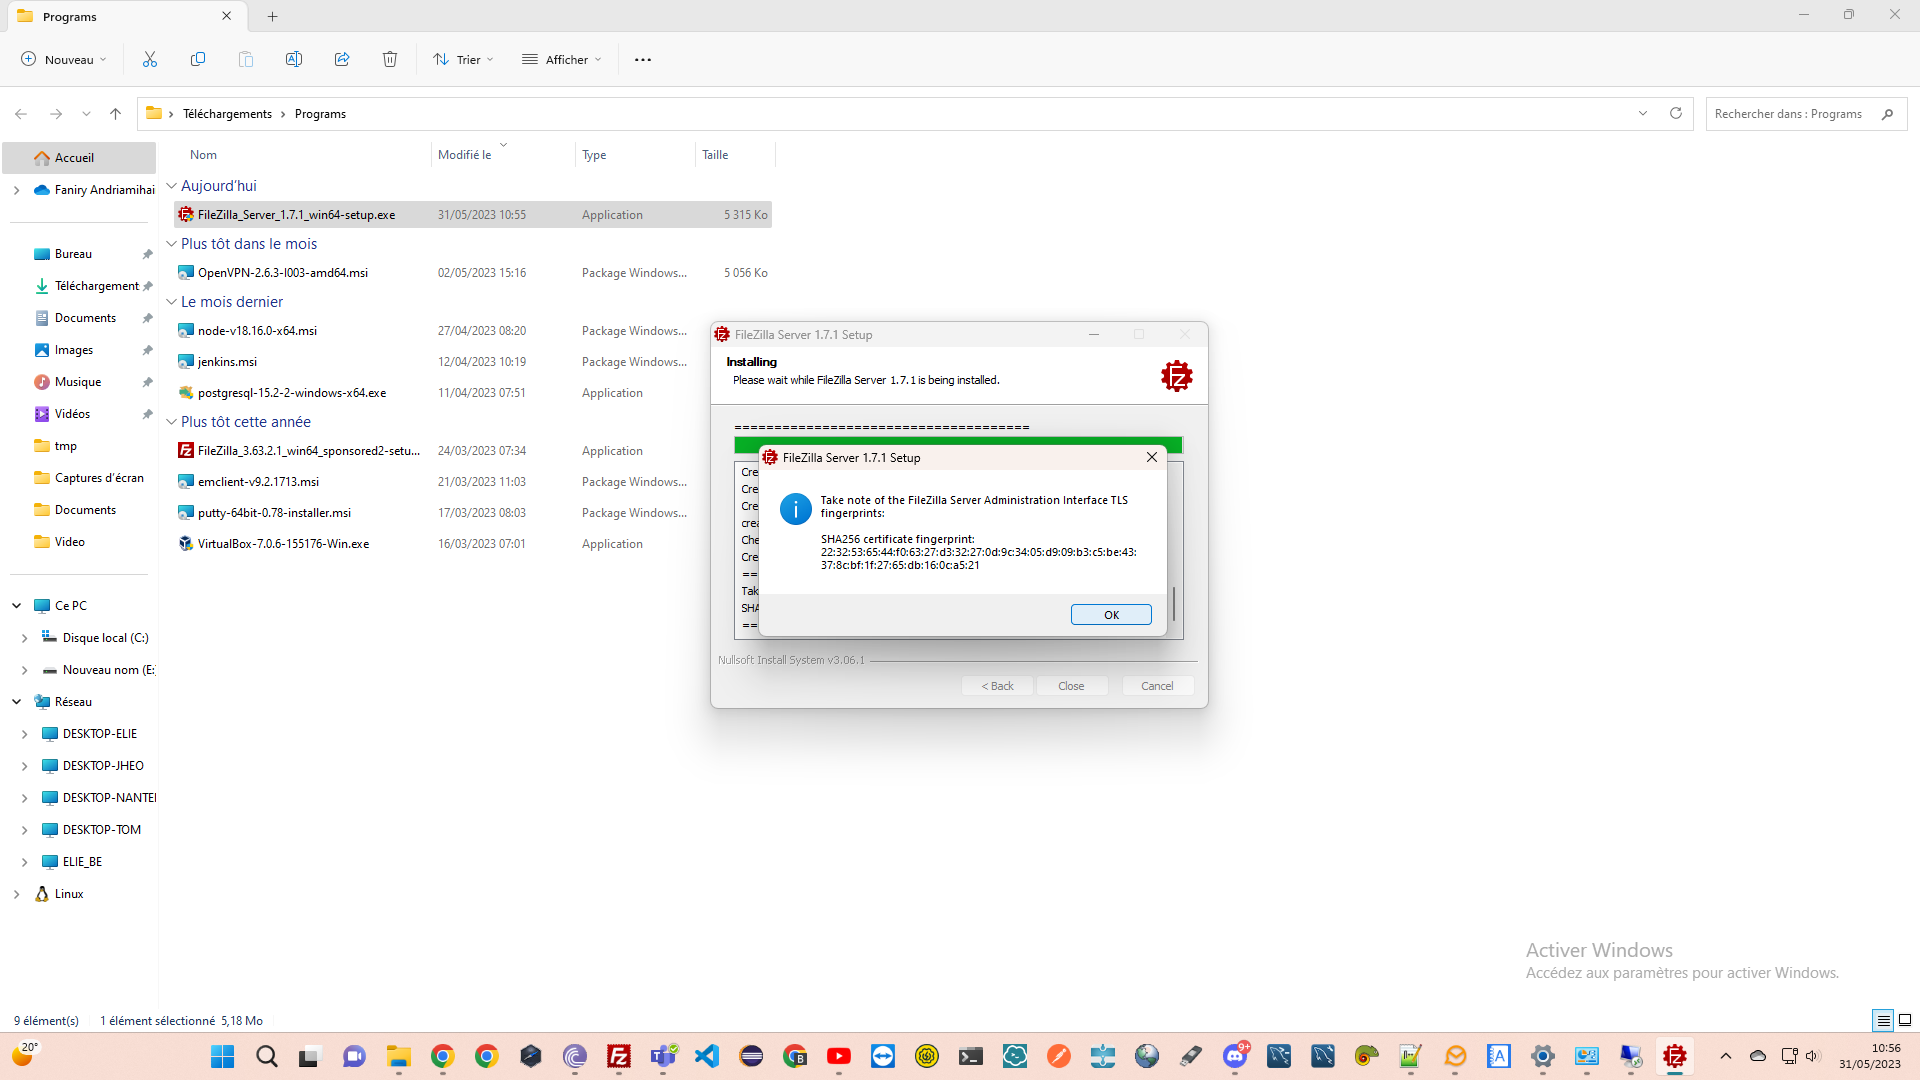 Programs
Nouveau
Trier
Afficher
Téléchargements
Programs
Rechercher dans : Programs
Accueil
Faniry Andriamihai
Bureau
Téléchargement
Documents
Images
Musique
Vidéos
tmp
Captures d'écran
Documents
Video
Ce PC
Disque local (C:)
Nouveau nom (E:
Réseau
DESKTOP-ELIE
DESKTOP-JHEO
DESKTOP-NANTEI
DESKTOP-TOM
ELIE_BE
Linux
Nom Modifié le Type Taille
Aujourd'hui
FileZilla_Server_1.7.1_win64-setup.exe 31/05/2023 10:55 Application 5 315 Ko
Plus tôt dans le mois
OpenVPN-2.6.3-I003-amd64.msi 02/05/2023 15:16 Package Windows... 5 056 Ko
Le mois dernier
node-v18.16.0-x64.msi 27/04/2023 08:20 Package Windows...
jenkins.msi 12/04/2023 10:19 Package Windows...
postgresql-15.2-2-windows-x64.exe 11/04/2023 07:51 Application
Plus tôt cette année
FileZilla_3.63.2.1_win64_sponsored2-setu... 24/03/2023 07:34 Application
emclient-v9.2.1713.msi 21/03/2023 11:03 Package Windows...
putty-64bit-0.78-installer.msi 17/03/2023 08:03 Package Windows...
VirtualBox-7.0.6-155176-Win.exe 16/03/2023 07:01 Application
FileZilla Server 1.7.1 Setup
Installing
Please wait while FileZilla Server 1.7.1 is being installed.
=====================================
Cre
Cre
Cre
crea
Che
Cre
==
Tak
SHA
==
FileZilla Server 1.7.1 Setup
Take note of the FileZilla Server Administration Interface TLS
fingerprints:
SHA256 certificate fingerprint:
22:32:53:65:44:f0:63:27:d3:32:27:0d:9c:34:05:d9:09:b3:c5:be:43:
37:8c:bf:1f:27:65:db:16:0c:a5:21
OK
Nullsoft Install System v3.06.1
< Back
Close
Cancel
Activer Windows
Accédez aux paramètres pour activer Windows.
9 élément(s) 1 élément sélectionné 5,18 Mo
20°
9+
10:56
31/05/2023